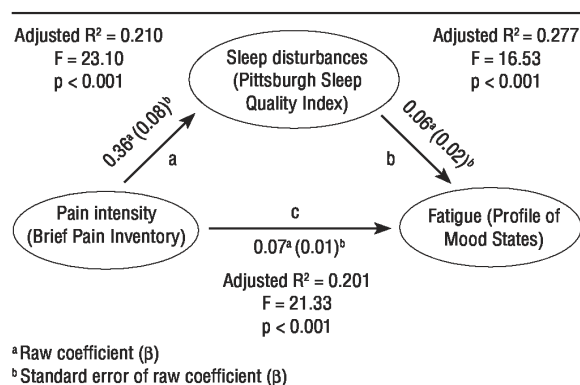 Adjusted R² = 0.210
F = 23.10
p < 0.001
Sleep disturbances
(Pittsburgh Sleep
Quality Index)
Adjusted R² = 0.277
F = 16.53
p < 0.001
0.36ᵃ (0.08)ᵇ
a
0.06ᵃ (0.02)ᵇ
b
Pain intensity
(Brief Pain Inventory)
c
0.07ᵃ (0.01)ᵇ
Fatigue (Profile of
Mood States)
Adjusted R² = 0.201
F = 21.33
p < 0.001
ᵃ Raw coefficient (β)
ᵇ Standard error of raw coefficient (β)